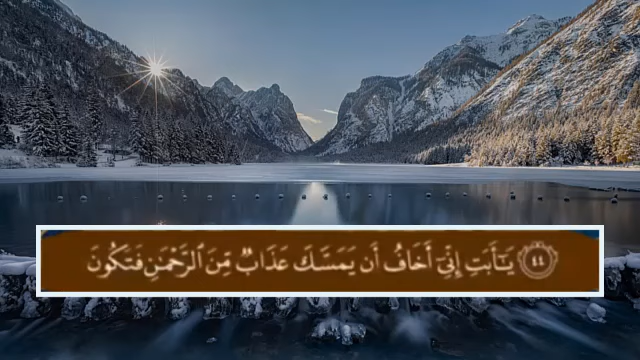 ٤٤ يَـٰٓأَبَتِ إِنِّىٓ أَخَافُ أَن يَمَسَّكَ عَذَابٌ مِّنَ ٱلرَّحْمَـٰنِ فَتَكُونَ